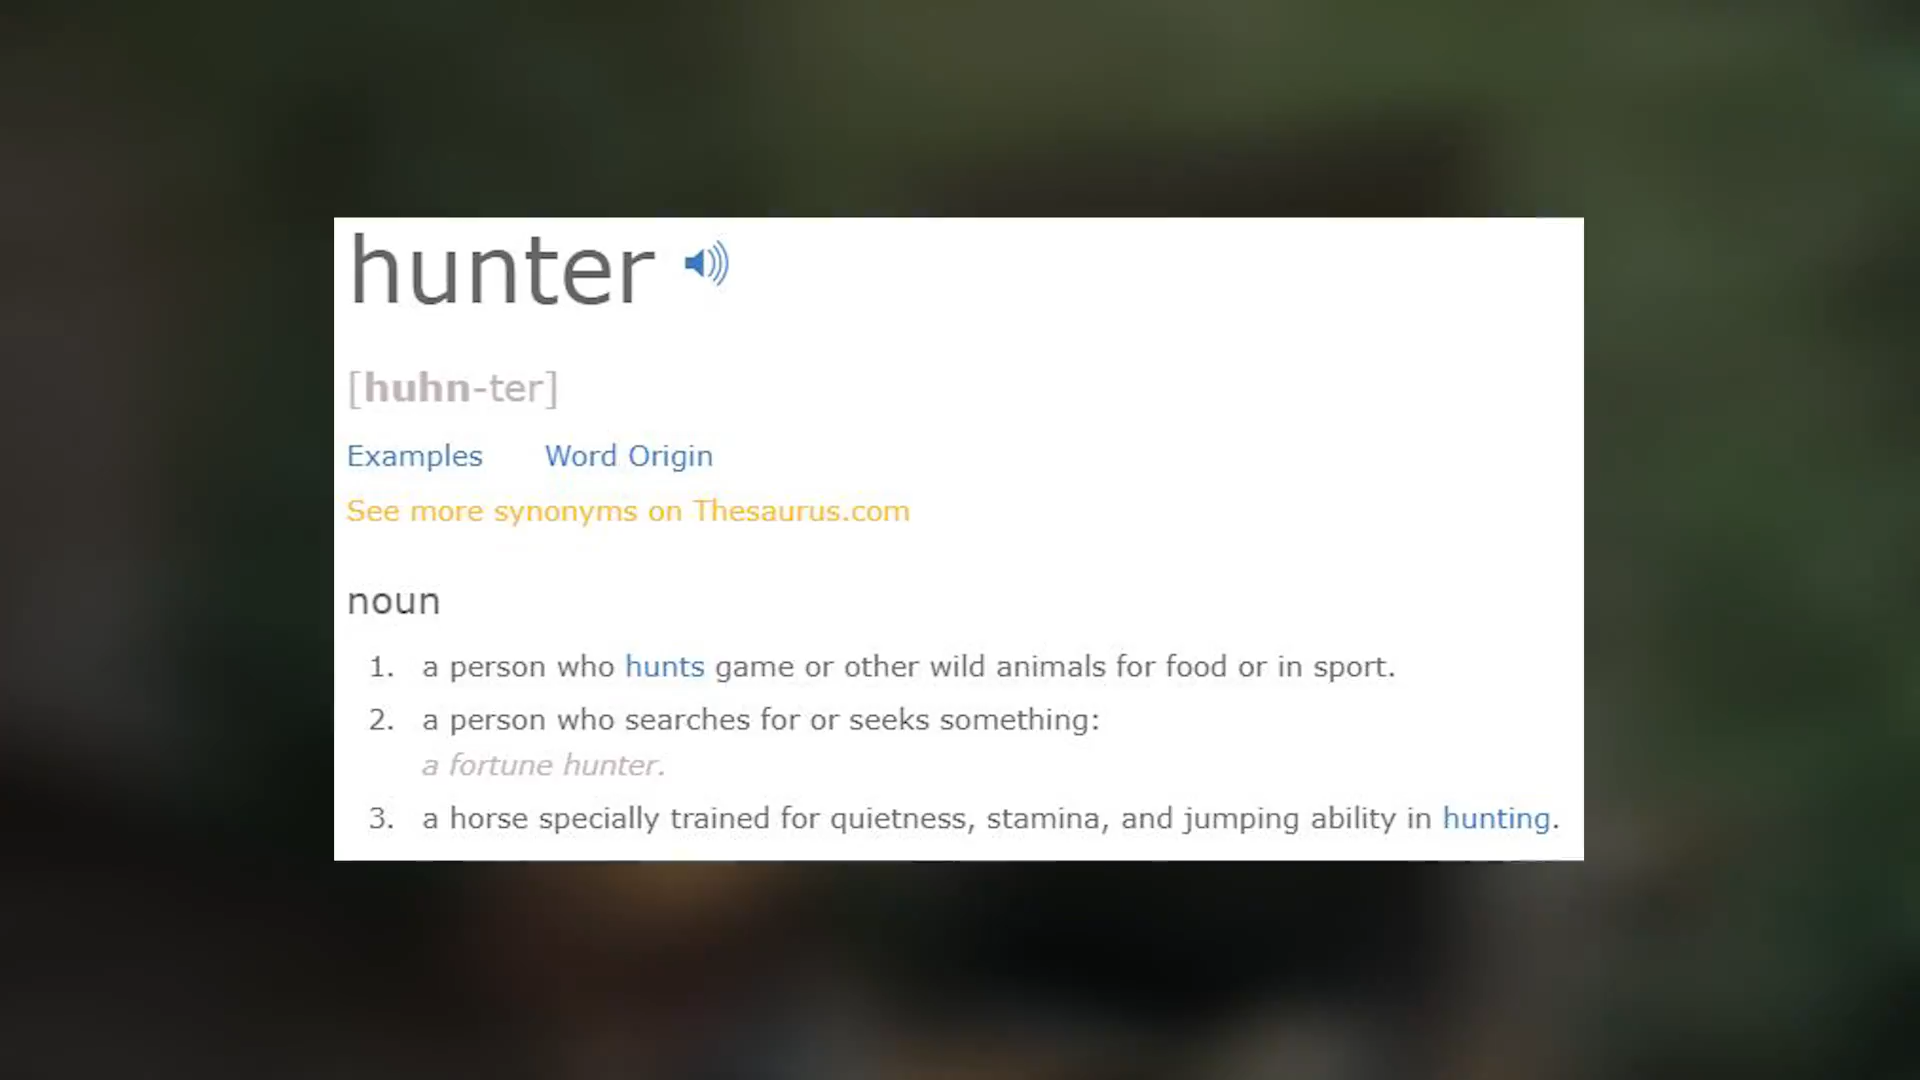 hunter
[huhn-ter]
Examples Word Origin
See more synonyms on Thesaurus.com
noun
1. a person who hunts game or other wild animals for food or in sport.
2. a person who searches for or seeks something:
a fortune hunter.
3. a horse specially trained for quietness, stamina, and jumping ability in hunting.